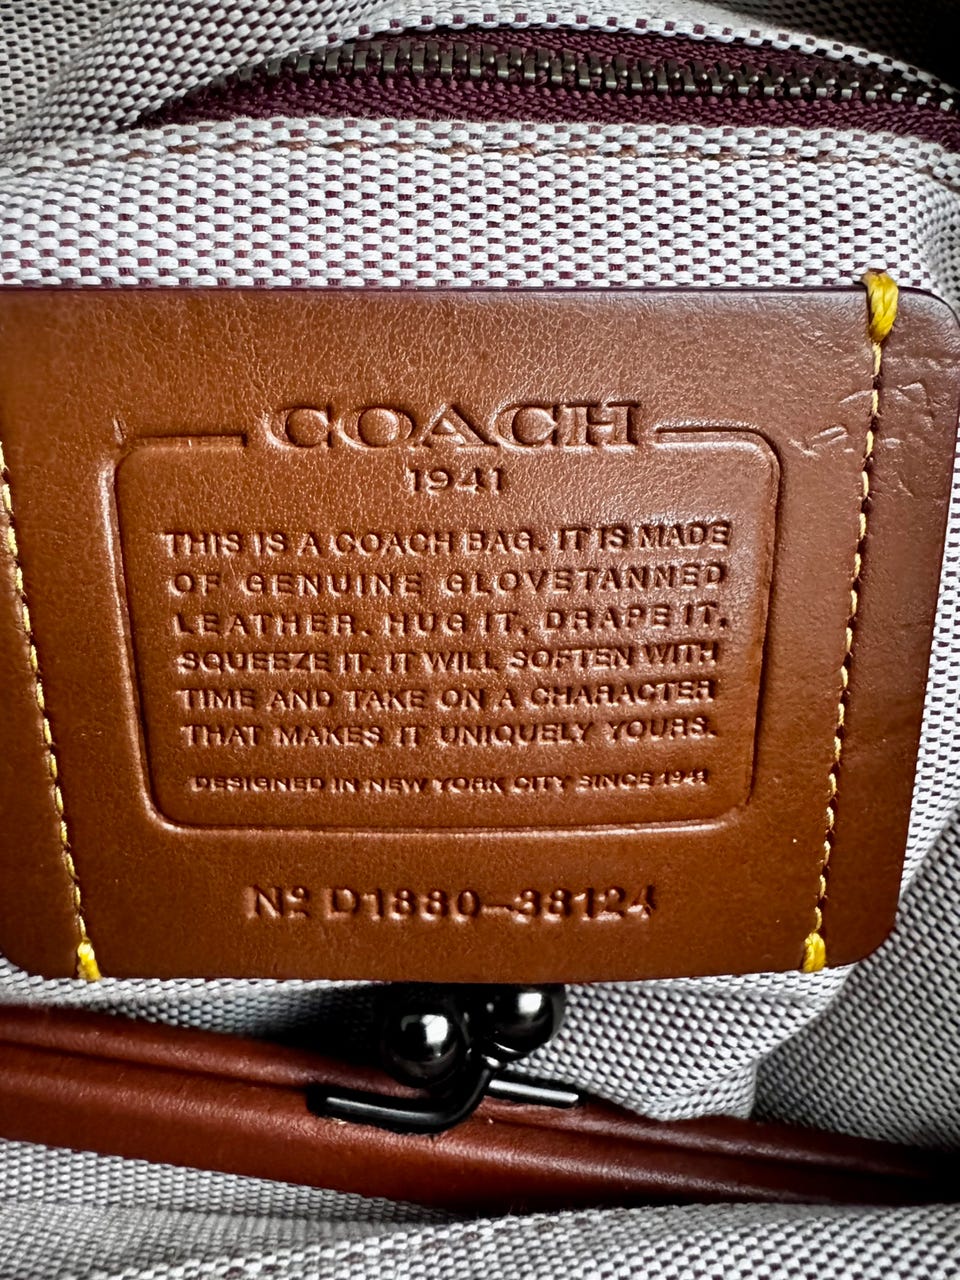 COACH
1941
THIS IS A COACH BAG. IT IS MADE
OF GENUINE GLOVETANNED
LEATHER. HUG IT, DRAPE IT,
SQUEEZE IT. IT WILL SOFTEN WITH
TIME AND TAKE ON A CHARACTER
THAT MAKES IT UNIQUELY YOURS.
DESIGNED IN NEW YORK CITY SINCE 1941
Nº D1880-38124